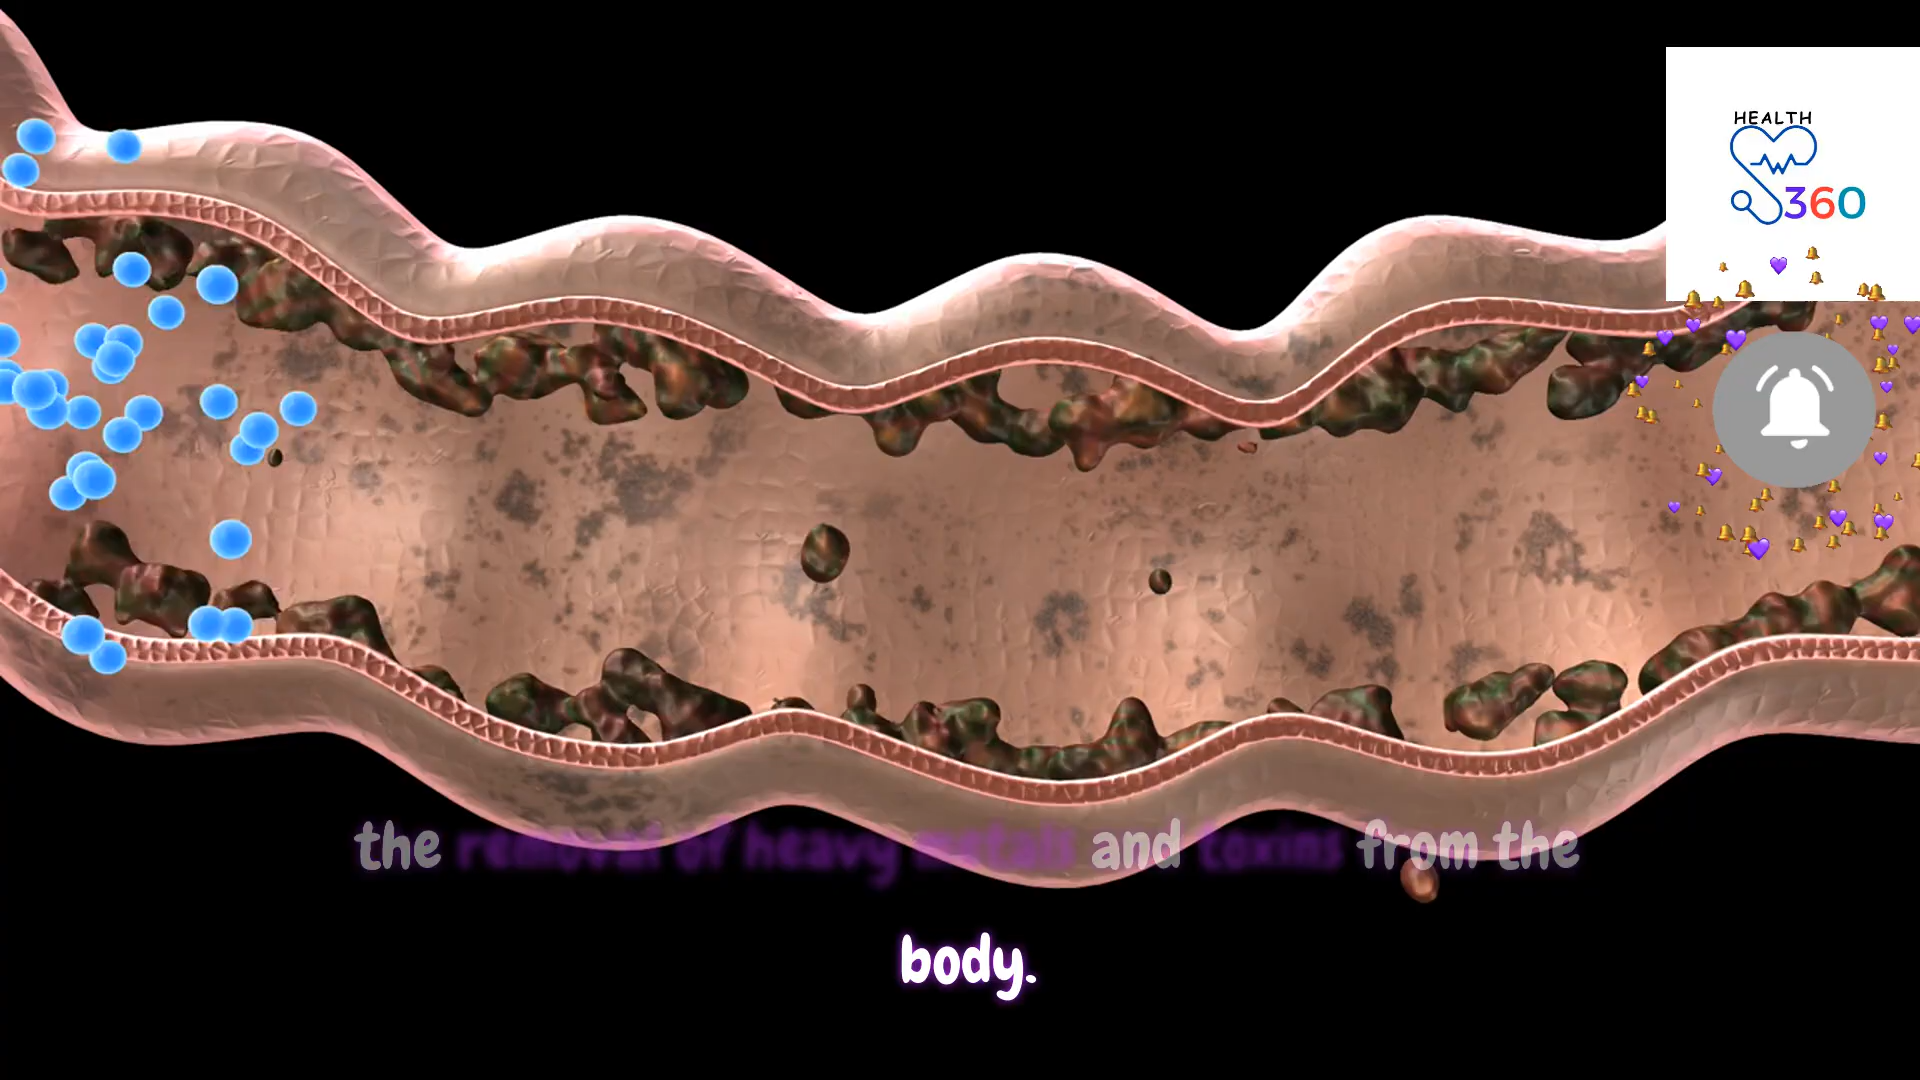 HEALTH
360
the removal of heavy metals and toxins from the
body.